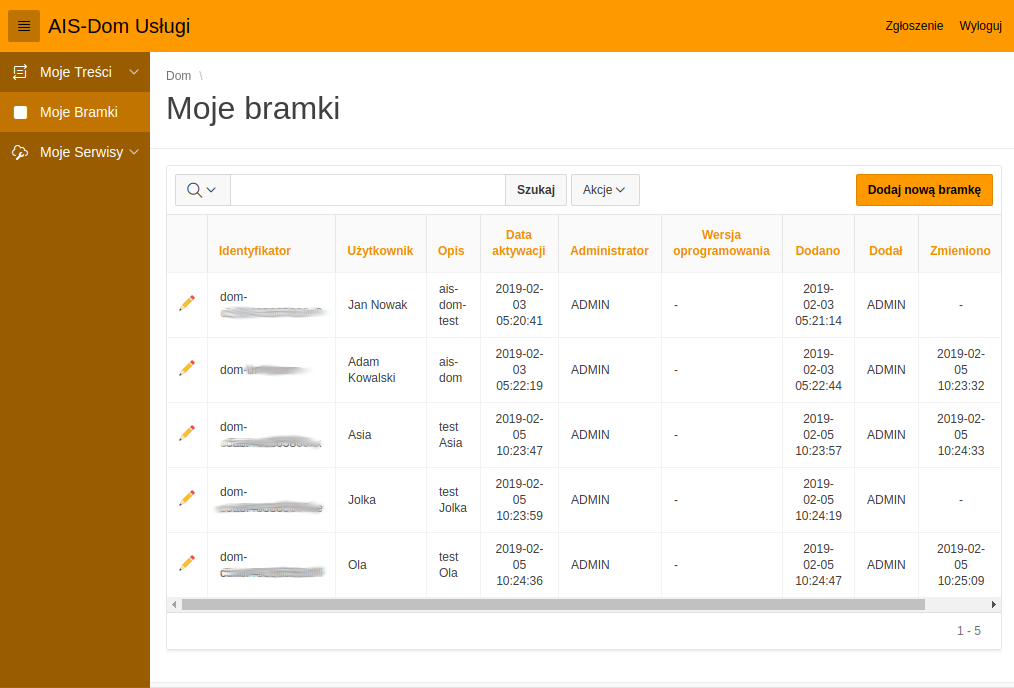 AIS-Dom Usługi
Zgłoszenie Wyloguj
Moje Treści
Moje Bramki
Moje Serwisy
Dom \
Moje bramki
Szukaj Akcje Dodaj nową bramkę
Identyfikator Użytkownik Opis Data aktywacji Administrator Wersja oprogramowania Dodano Dodał Zmieniono
dom- Jan Nowak ais-dom-test 2019-02-03 05:20:41 ADMIN - 2019-02-03 05:21:14 ADMIN -
dom- Adam Kowalski ais-dom 2019-02-03 05:22:19 ADMIN - 2019-02-03 05:22:44 ADMIN 2019-02-05 10:23:32
dom- Asia test Asia 2019-02-05 10:23:47 ADMIN - 2019-02-05 10:23:57 ADMIN 2019-02-05 10:24:33
dom- Jolka test Jolka 2019-02-05 10:23:59 ADMIN - 2019-02-05 10:24:19 ADMIN -
dom- Ola test Ola 2019-02-05 10:24:36 ADMIN - 2019-02-05 10:24:47 ADMIN 2019-02-05 10:25:09
1 - 5